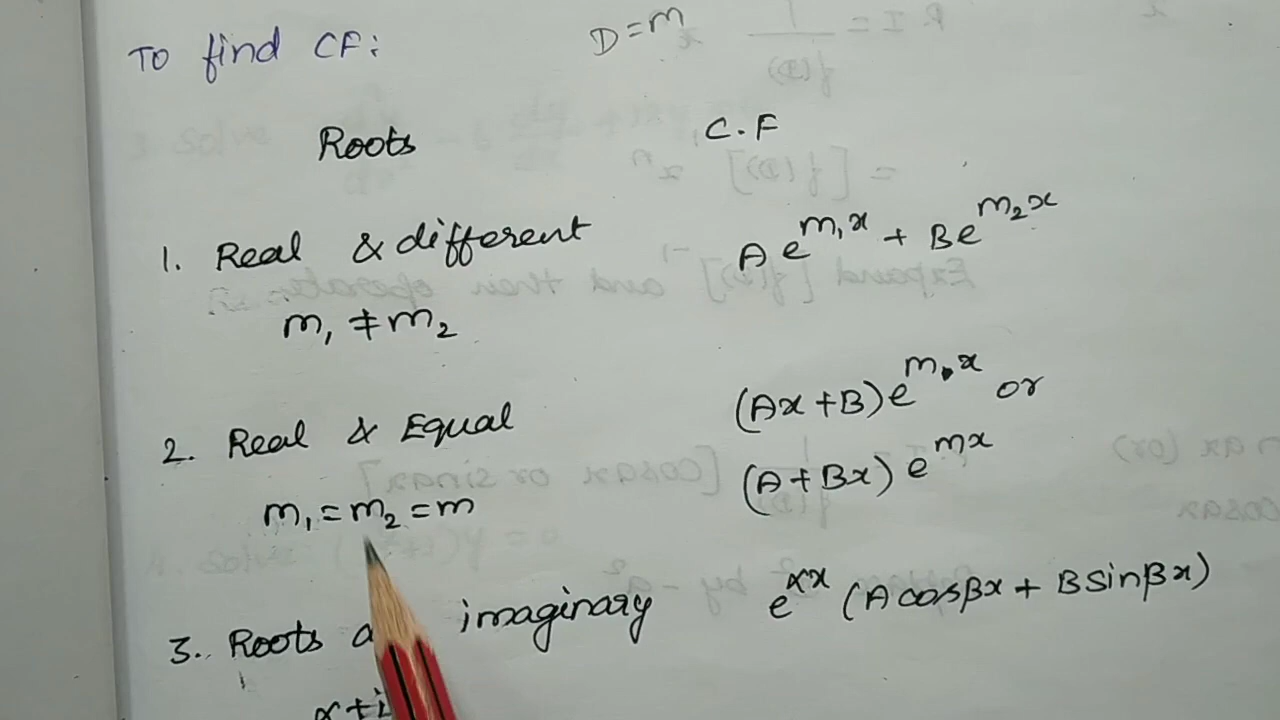 To find CF: D = m
Roots C.F
1. Real & different Ae^{m₁x} + Be^{m₂x}
m₁ ≠ m₂
2. Real & Equal (Ax + B)e^{m.x} or
m₁ = m₂ = m (A + Bx)e^{mx}
3. Roots imaginary e^{αx} (A cosβx + B sinβx)